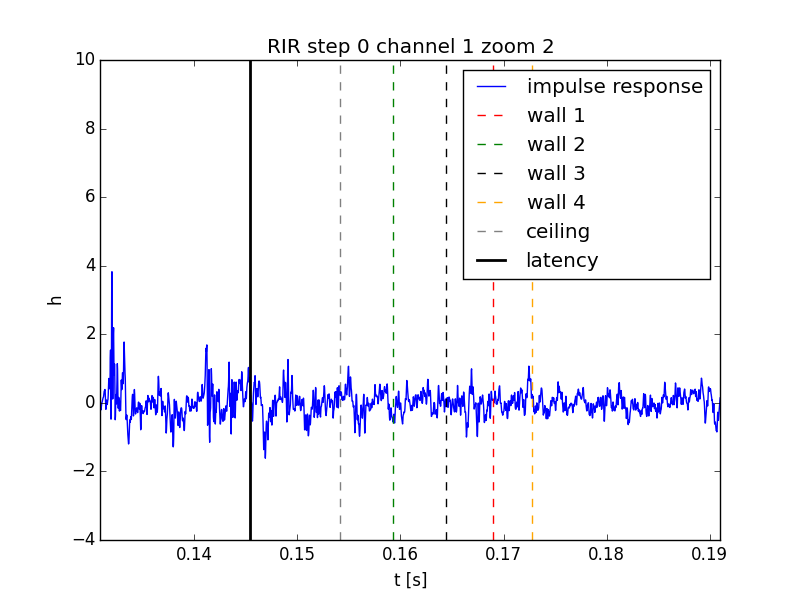 RIR step 0 channel 1 zoom 2
10
8
6
4
2
0
−2
−4
h
impulse response
wall 1
wall 2
wall 3
wall 4
ceiling
latency
0.14 0.15 0.16 0.17 0.18 0.19
t [s]